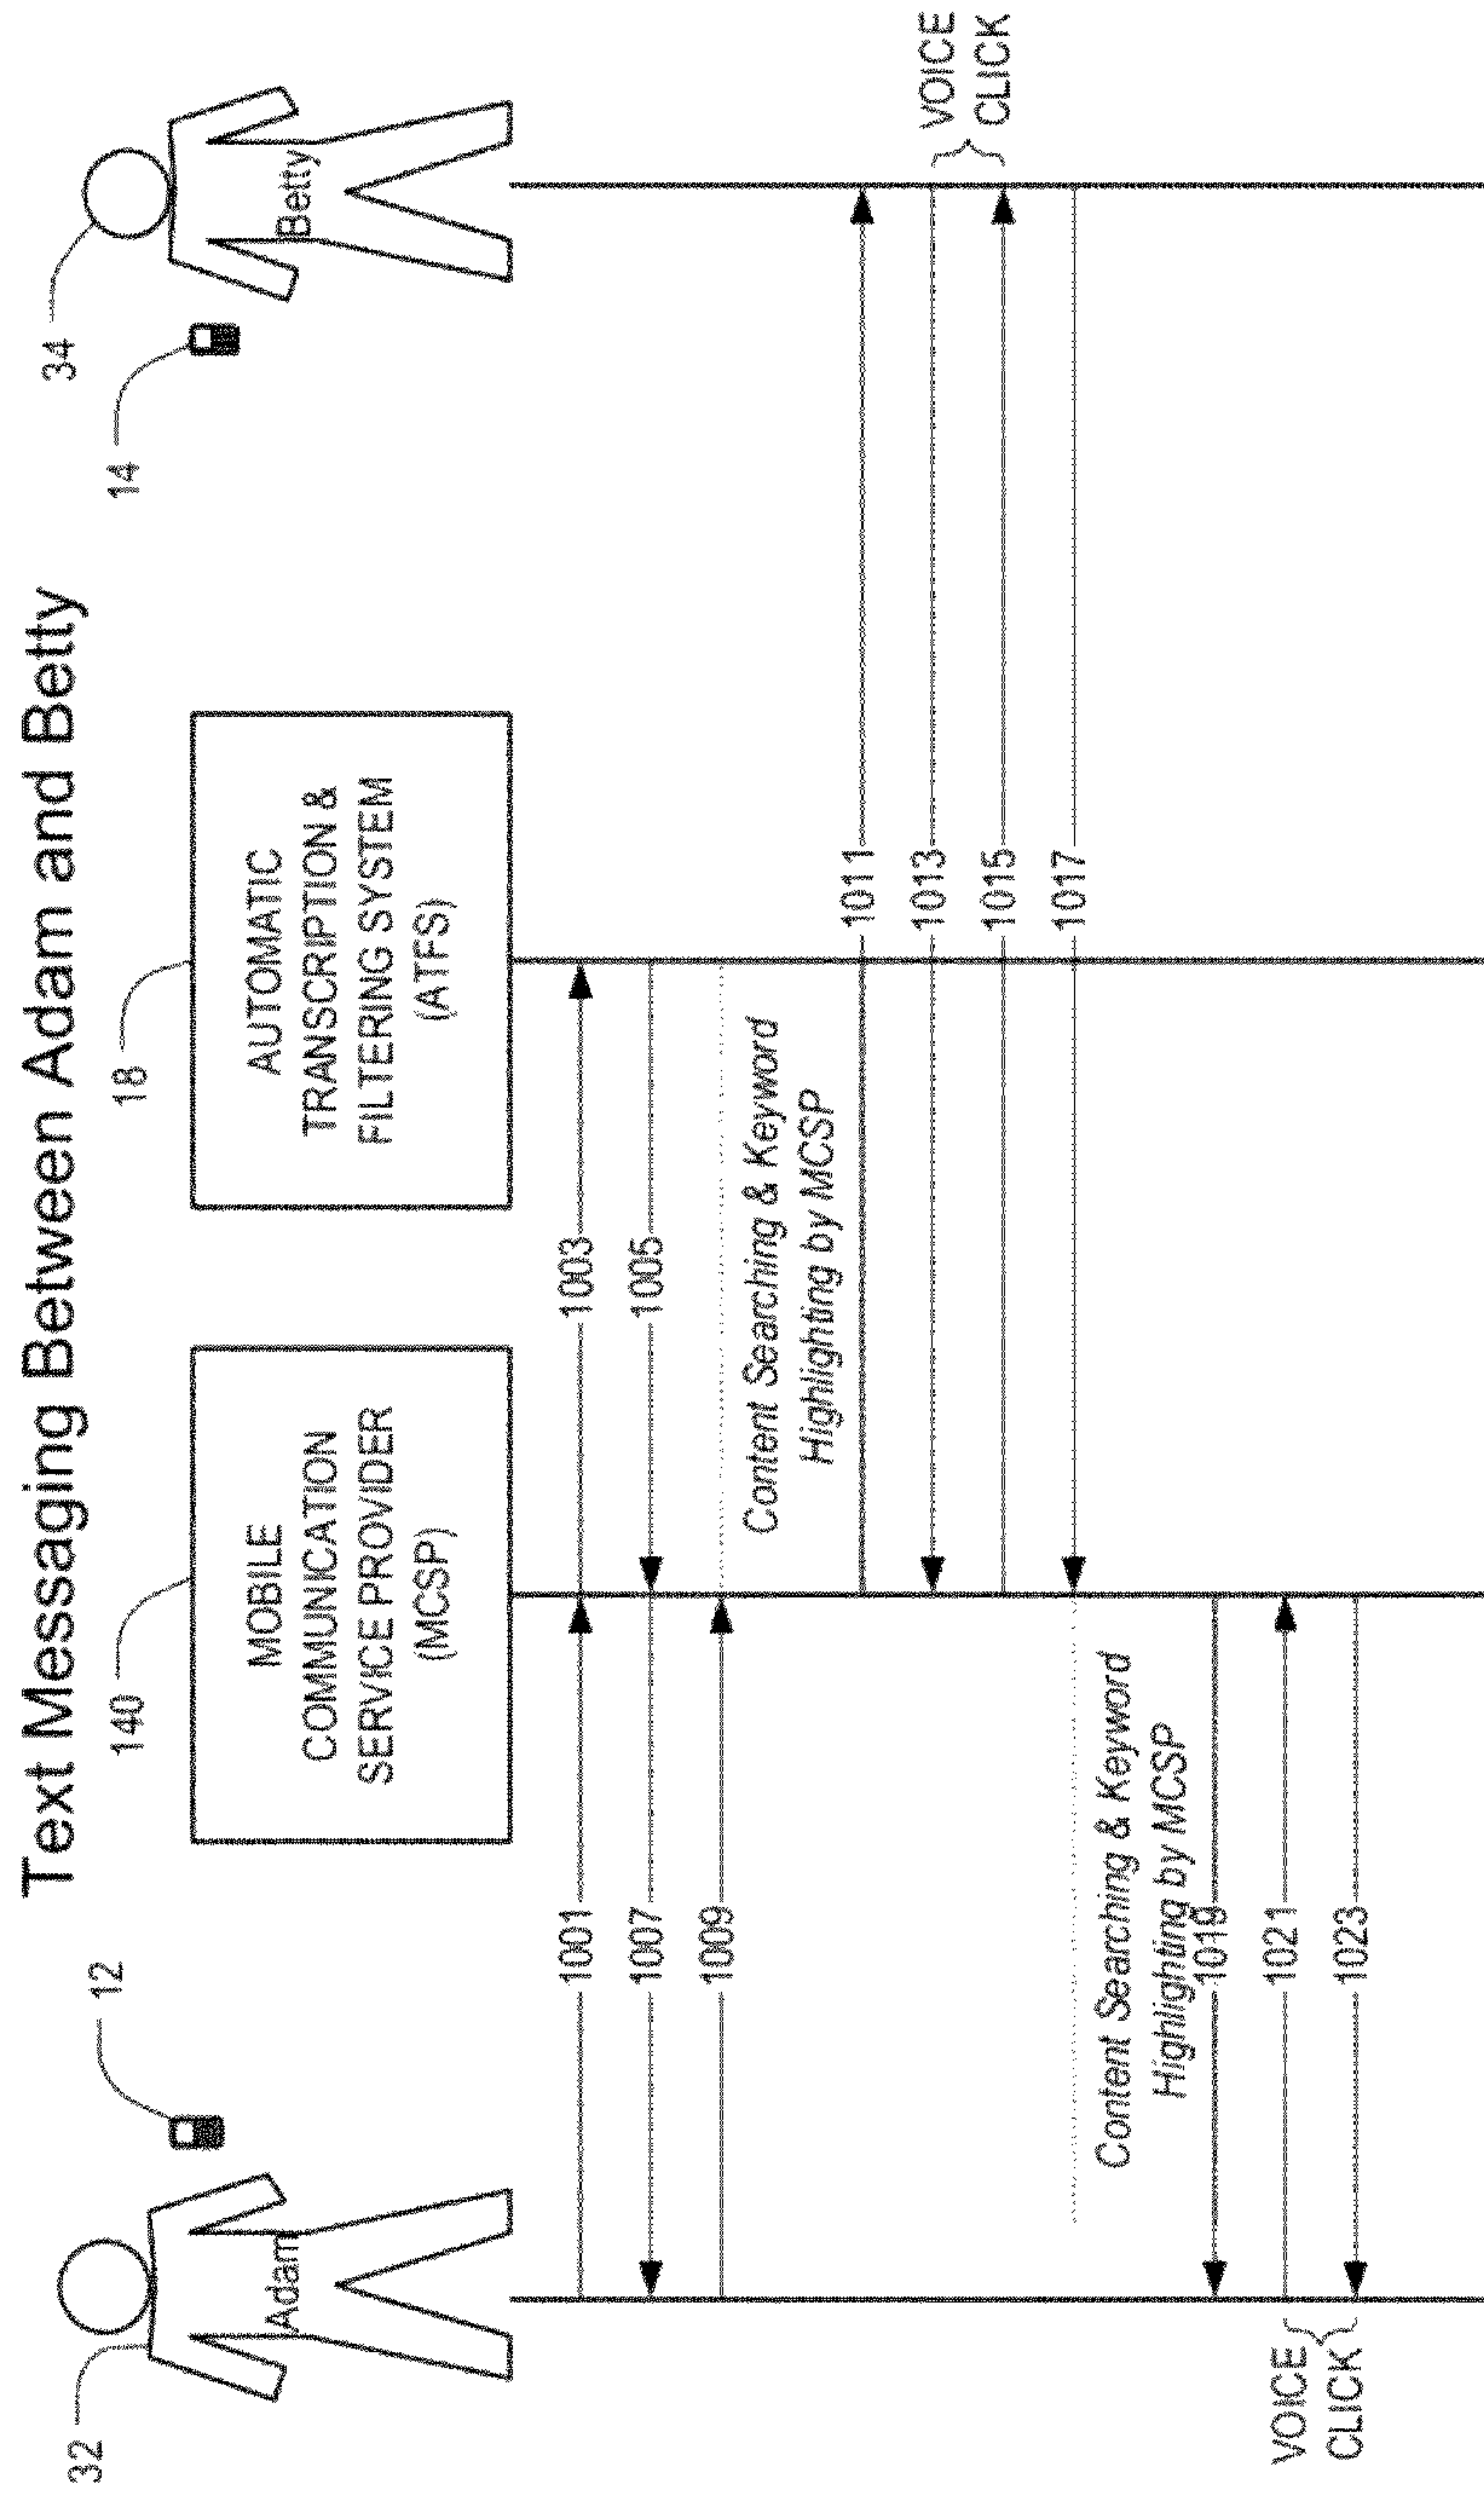 Text Messaging Between Adam and Betty
32
12
140
18
14
34
Adam
MOBILE
COMMUNICATION
SERVICE PROVIDER
(MCSP)
AUTOMATIC
TRANSCRIPTION &
FILTERING SYSTEM
(ATFS)
Betty
1001
1003
1007
1005
1009
Content Searching & Keyword
Highlighting by MCSP
1011
1013
1015
VOICE
CLICK
1017
Content Searching & Keyword
Highlighting by MCSP
1019
1021
1023
VOICE
CLICK